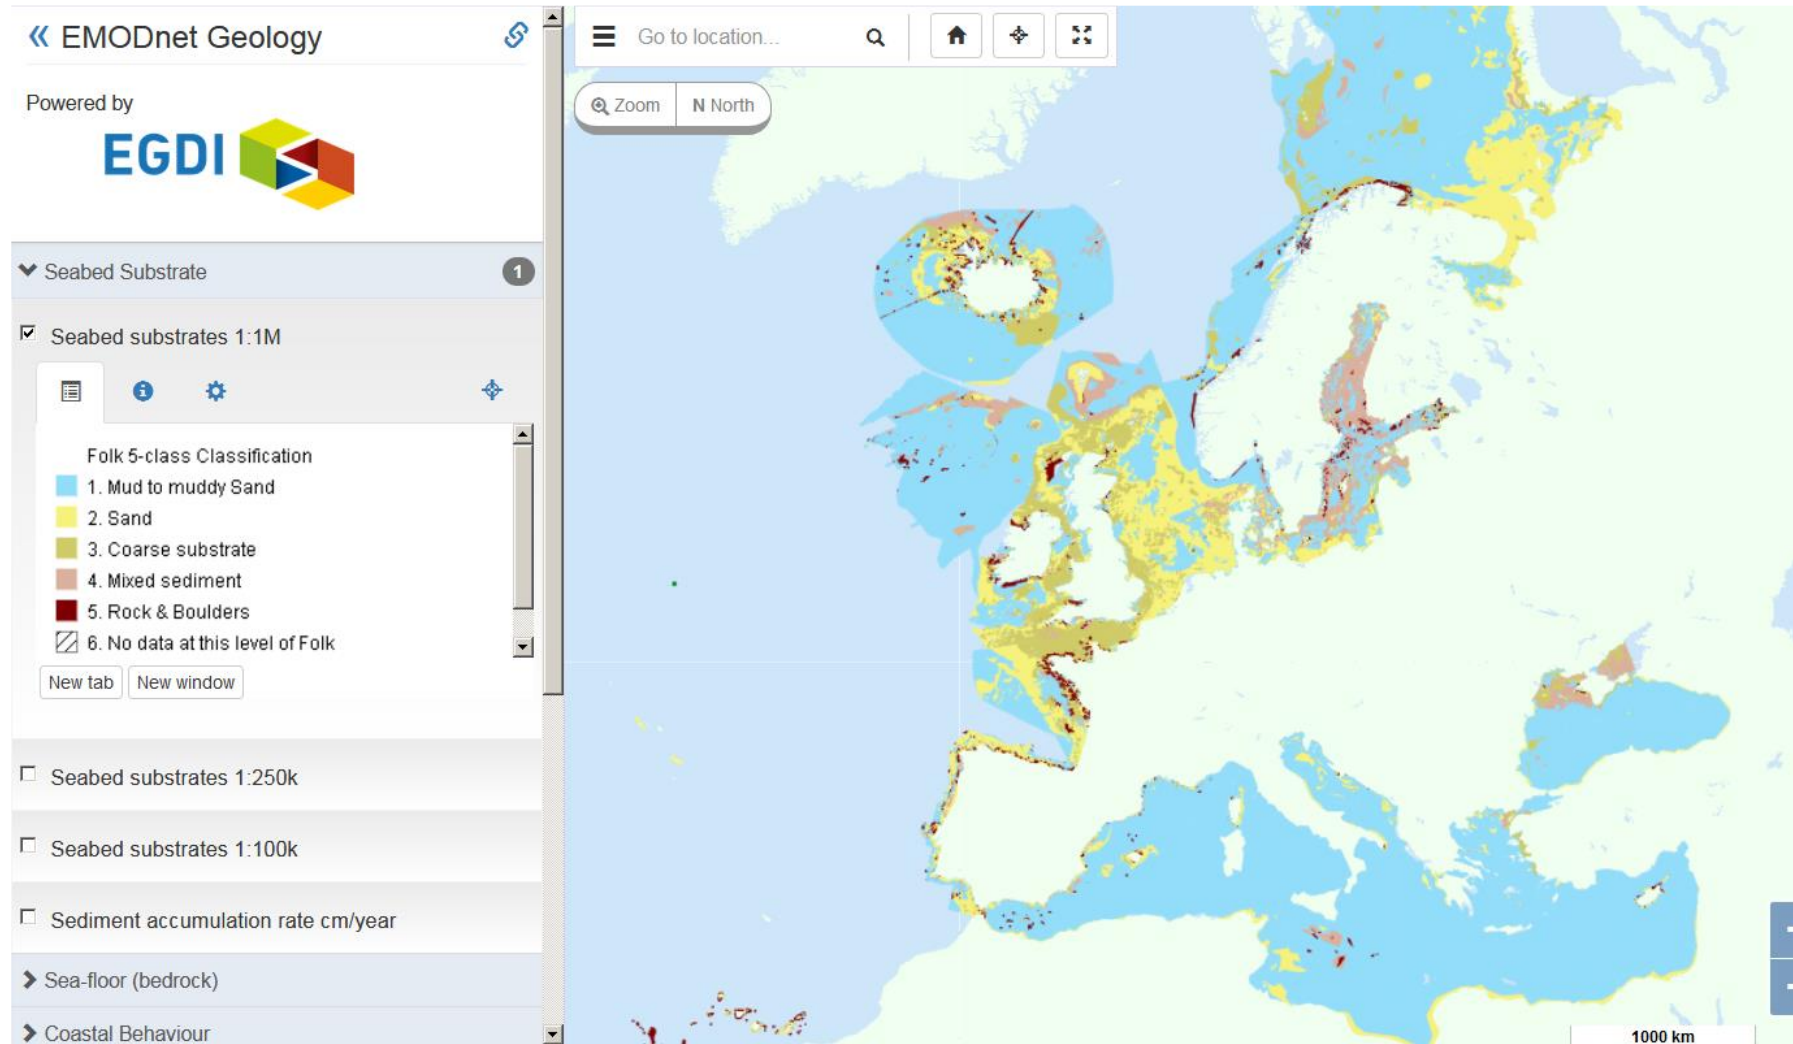 EMODnet Geology
Powered by
EGDI
Seabed Substrate
1
Seabed substrates 1:1M
Folk 5-class Classification
1. Mud to muddy Sand
2. Sand
3. Coarse substrate
4. Mixed sediment
5. Rock & Boulders
6. No data at this level of Folk
New tab
New window
Seabed substrates 1:250k
Seabed substrates 1:100k
Sediment accumulation rate cm/year
Sea-floor (bedrock)
Coastal Behaviour
Go to location...
Zoom
N North
1000 km